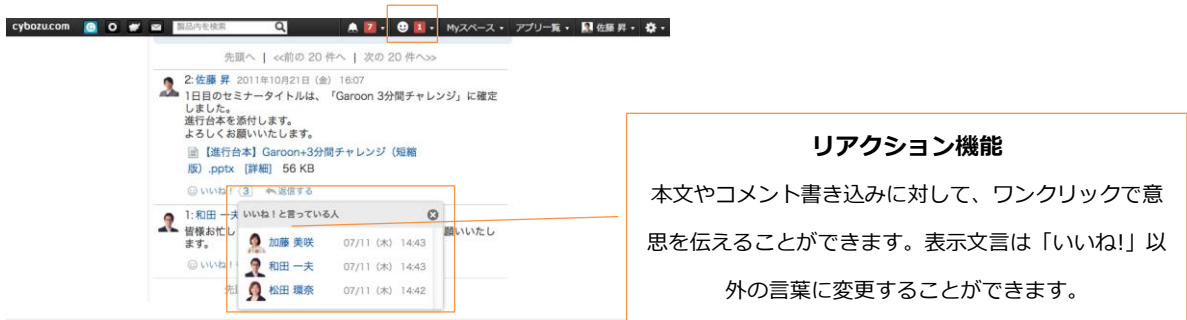 cybozu.com 製品内を検索 7 1 Myスペース アプリ一覧 佐藤 昇
先頭へ | <<前の 20 件へ | 次の 20 件へ>>
2: 佐藤 昇 2011年10月21日（金） 16:07
1日目のセミナータイトルは、「Garoon 3分間チャレンジ」に確定
しました。
進行台本を添付します。
よろしくお願いいたします。
【進行台本】Garoon+3分間チャレンジ（短縮
版）.pptx [詳細] 56 KB
いいね！ (3) 返信する
1: 和田 一夫
皆様お忙し
願いいたし
ます。
いいね！
いいね！と言っている人
加藤 美咲 07/11（木） 14:43
和田 一夫 07/11（木） 14:43
松田 環奈 07/11（木） 14:42
リアクション機能
本文やコメント書き込みに対して、ワンクリックで意
思を伝えることができます。表示文言は「いいね!」以
外の言葉に変更することができます。